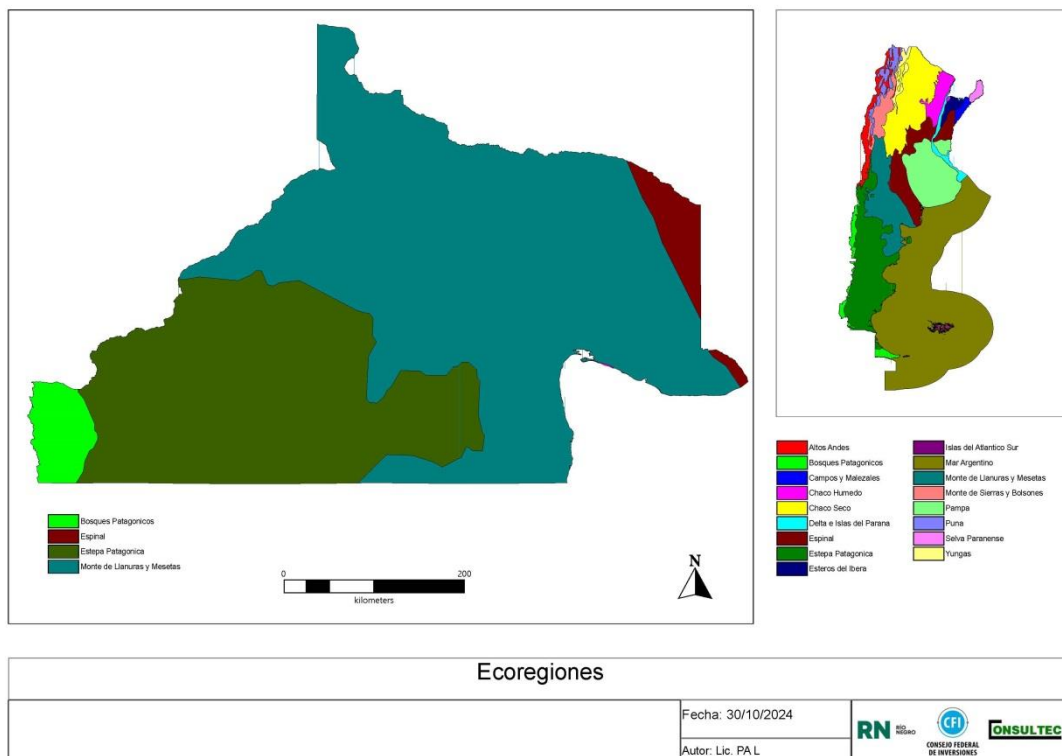 Bosques Patagonicos
Espinal
Estepa Patagonica
Monte de Llanuras y Mesetas
0 200
kilometers
N
Altos Andes
Bosques Patagonicos
Campos y Malezales
Chaco Humedo
Chaco Seco
Delta e Islas del Parana
Espinal
Estepa Patagonica
Esteros del Ibera
Islas del Atlantico Sur
Mar Argentino
Monte de Llanuras y Mesetas
Monte de Sierras y Bolsones
Pampa
Puna
Selva Paranense
Yungas
Ecoregiones
Fecha: 30/10/2024
Autor: Lic. PA L
RN RÍO
NEGRO
CFI
CONSEJO FEDERAL
DE INVERSIONES
CONSULTEC